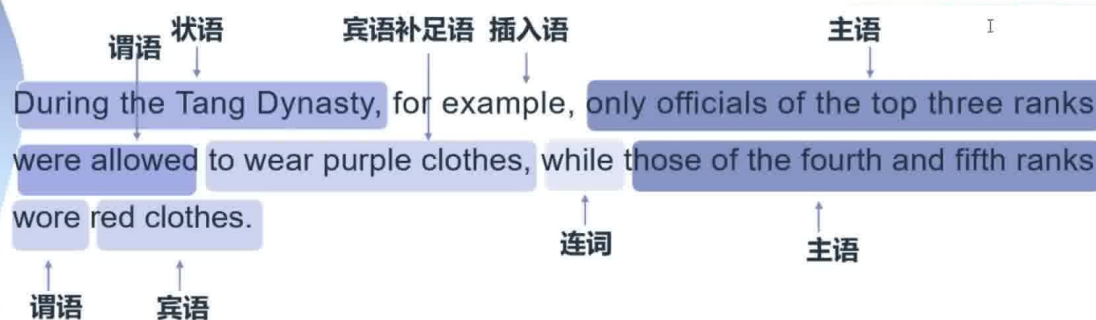 谓语 状语 宾语补足语 插入语 主语
During the Tang Dynasty, for example, only officials of the top three ranks
were allowed to wear purple clothes, while those of the fourth and fifth ranks
连词 主语
wore red clothes.
谓语 宾语